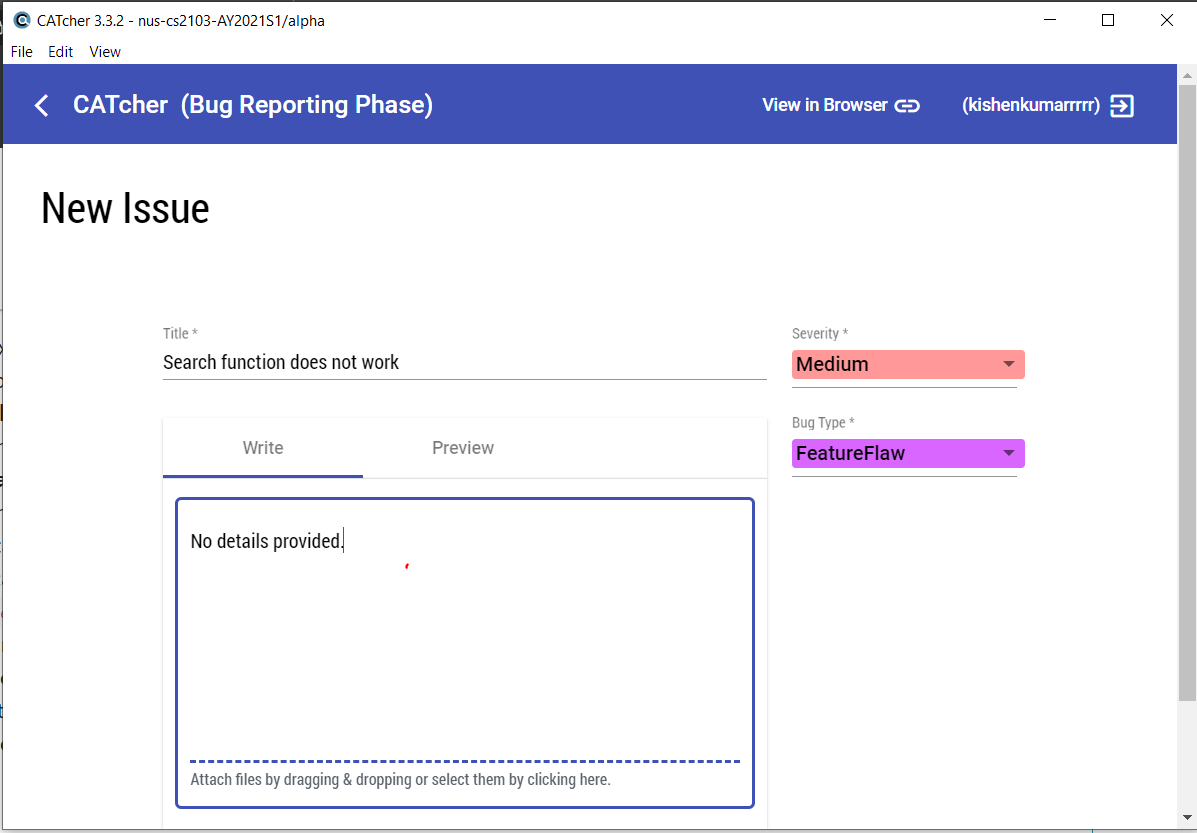 CATcher 3.3.2 - nus-cs2103-AY2021S1/alpha
File Edit View
CATcher (Bug Reporting Phase) View in Browser (kishenkumarrrrr)
New Issue
Title * Severity *
Search function does not work Medium
Bug Type *
Write Preview FeatureFlaw
No details provided.
Attach files by dragging & dropping or select them by clicking here.